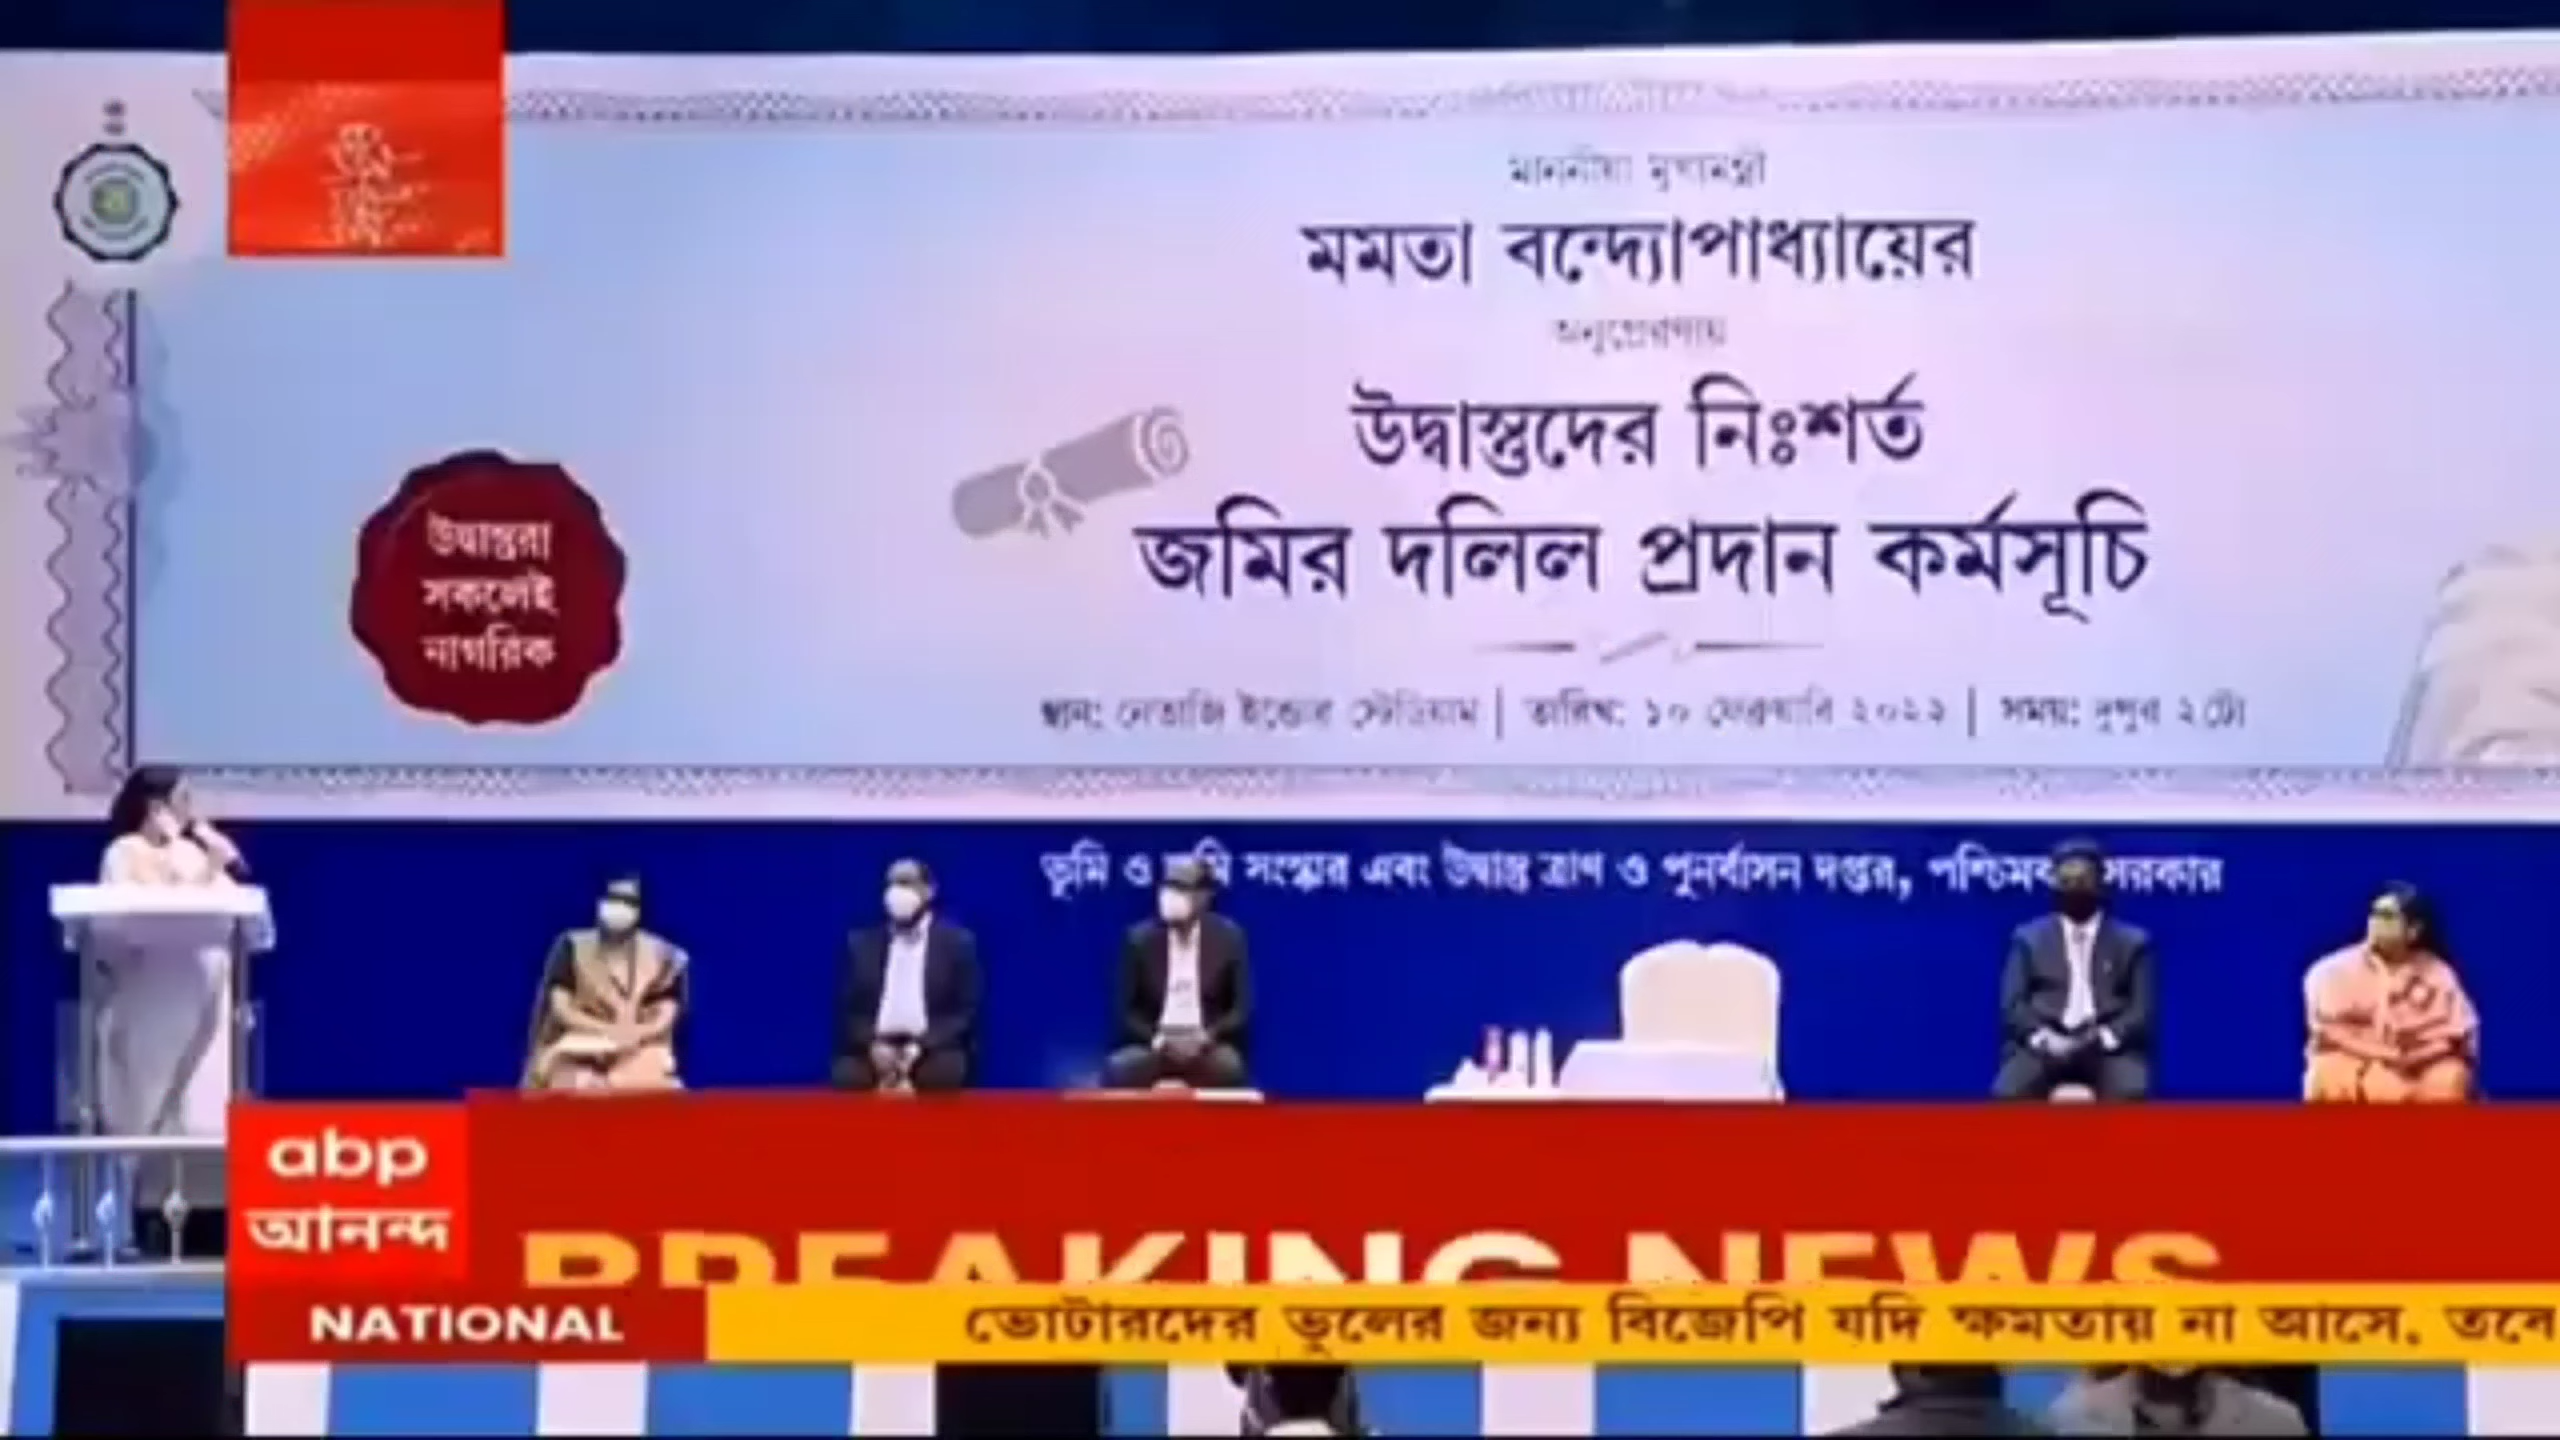 মাননীয়া মুখ্যমন্ত্রী
মমতা বন্দ্যোপাধ্যায়ের
অনুপ্রেরণায়
উদ্বাস্তুদের নিঃশর্ত
জমির দলিল প্রদান কর্মসূচি
উদ্বাস্তুরা
সকলেই
নাগরিক
স্থান: নেতাজি ইন্ডোর স্টেডিয়াম | তারিখ: ১০ ফেব্রুয়ারি ২০২২ | সময়: দুপুর ২টো
ভূমি ও ভূমি সংস্কার এবং উদ্বাস্তু ত্রাণ ও পুনর্বাসন দপ্তর, পশ্চিমবঙ্গ সরকার
abp
আনন্দ
BREAKING NEWS
NATIONAL
ভোটারদের ভুলের জন্য বিজেপি যদি ক্ষমতায় না আসে, তবে